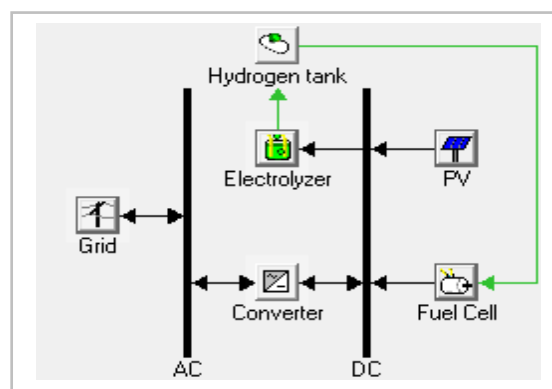 Hydrogen tank
Electrolyzer
PV
Grid
Converter
Fuel Cell
AC
DC